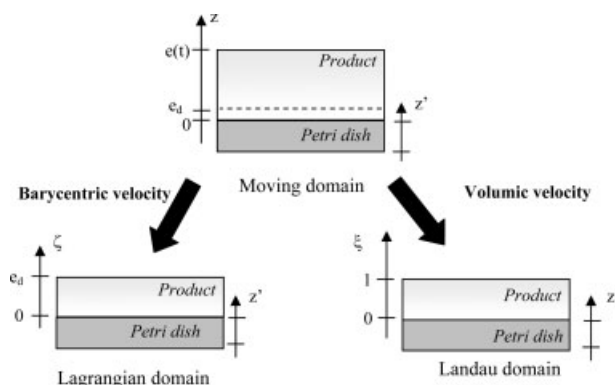 z
e(t)
Product
e_d
z'
0
Petri dish
Moving domain
Barycentric velocity
Volumic velocity
ζ
ξ
e_d
1
Product
Product
z'
z
0
0
Petri dish
Petri dish
Lagrangian domain
Landau domain